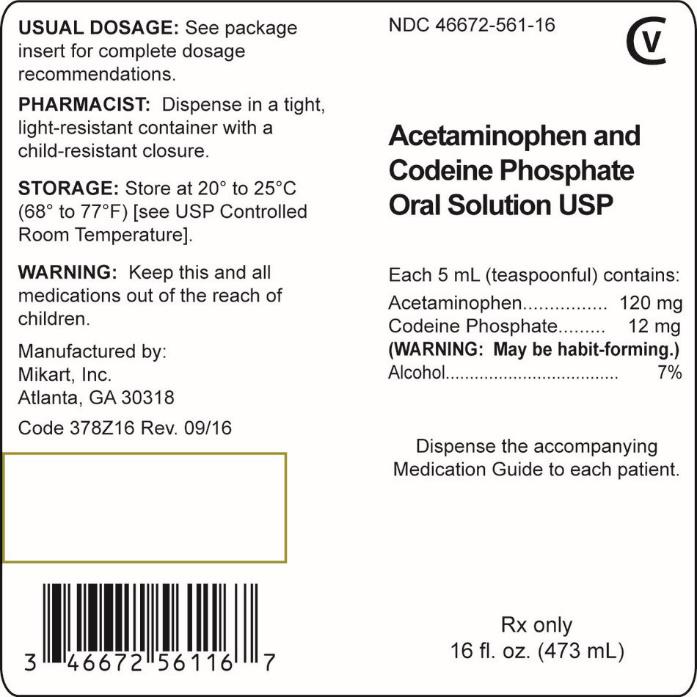 USUAL DOSAGE: See package
insert for complete dosage
recommendations.
PHARMACIST:  Dispense in a tight,
light-resistant container with a
child-resistant closure.
STORAGE: Store at 20° to 25°C
(68° to 77°F) [see USP Controlled
Room Temperature].
WARNING:  Keep this and all
medications out of the reach of
children.
Manufactured by:
Mikart, Inc.
Atlanta, GA 30318
Code 378Z16 Rev. 09/16
3 46672 56116 7
NDC 46672-561-16
CV
Acetaminophen and
Codeine Phosphate
Oral Solution USP
Each 5 mL (teaspoonful) contains:
Acetaminophen................ 120 mg
Codeine Phosphate......... 12 mg
(WARNING:  May be habit-forming.)
Alcohol.................................... 7%
Dispense the accompanying
Medication Guide to each patient.
Rx only
16 fl. oz. (473 mL)